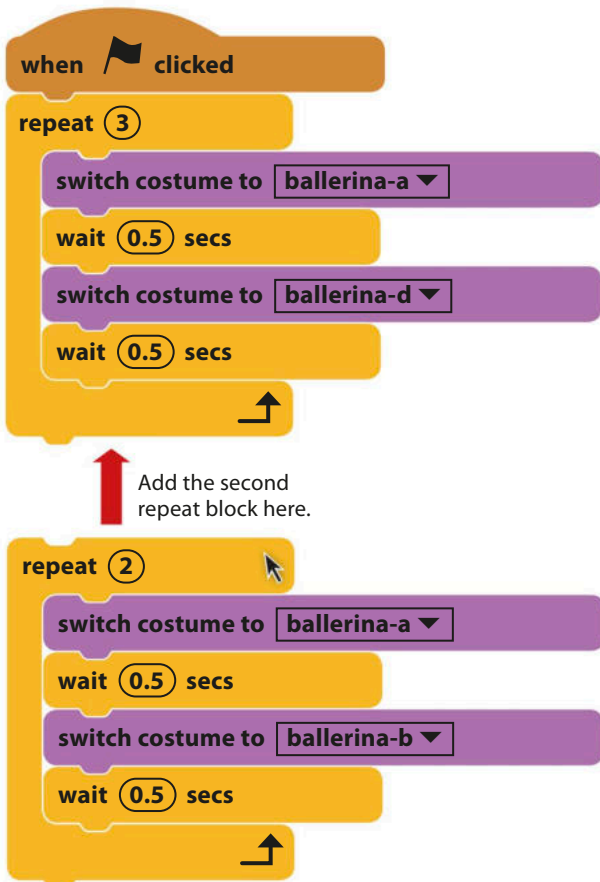 when clicked
repeat 3
switch costume to ballerina-a
wait 0.5 secs
switch costume to ballerina-d
wait 0.5 secs
Add the second
repeat block here.
repeat 2
switch costume to ballerina-a
wait 0.5 secs
switch costume to ballerina-b
wait 0.5 secs